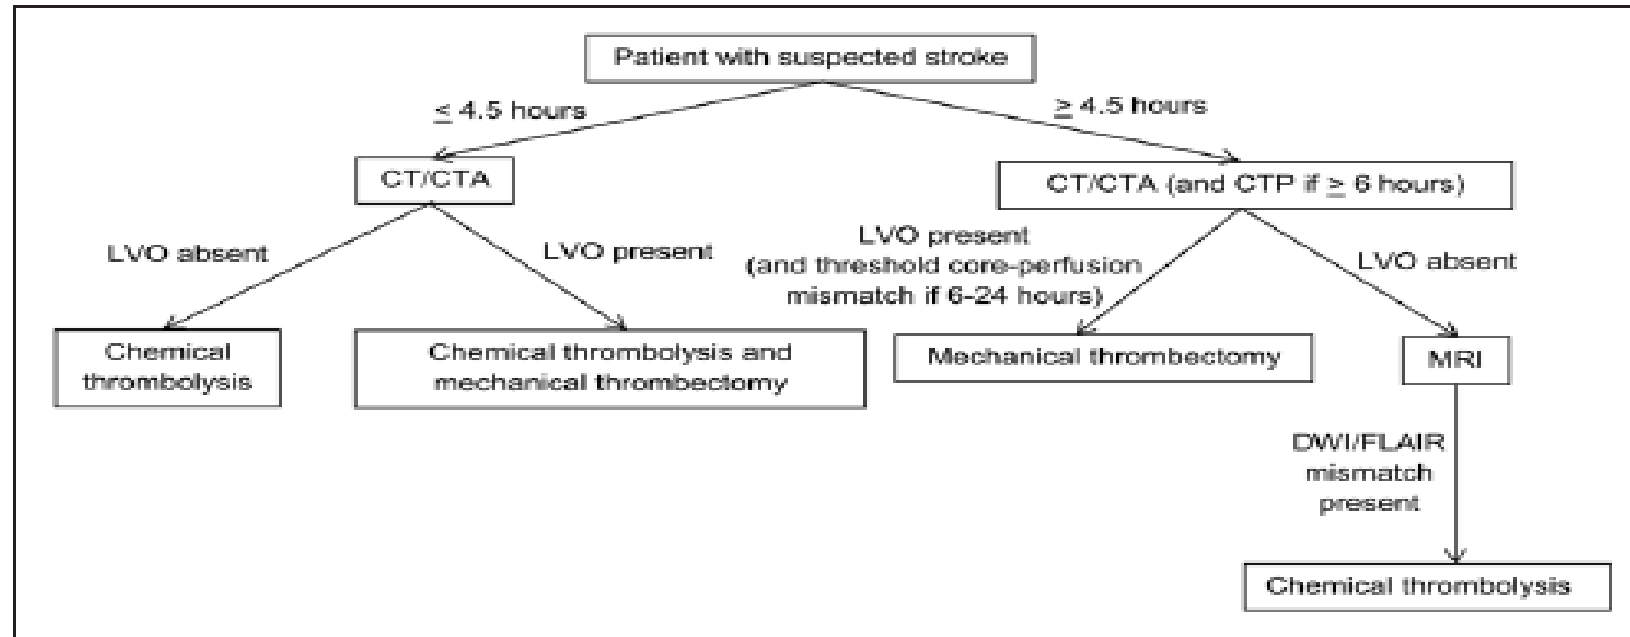 Patient with suspected stroke
≤ 4.5 hours
≥ 4.5 hours
CT/CTA
CT/CTA (and CTP if ≥ 6 hours)
LVO absent
LVO present
LVO present
(and threshold core-perfusion
mismatch if 6-24 hours)
LVO absent
Chemical
thrombolysis
Chemical thrombolysis and
mechanical thrombectomy
Mechanical thrombectomy
MRI
DWI/FLAIR
mismatch
present
Chemical thrombolysis